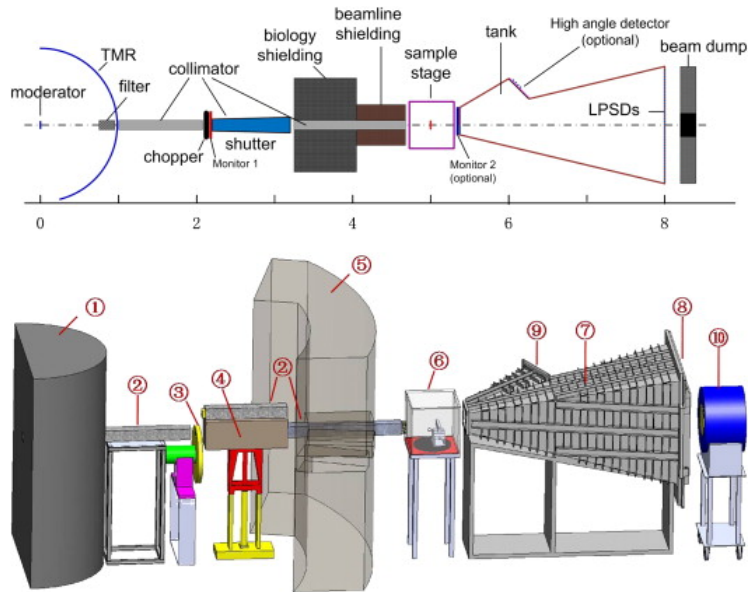 High angle detector
(optional)
beamline
shielding
biology
shielding
tank
beam dump
TMR
collimator
sample
stage
moderator
filter
LPSDs
chopper
shutter
Monitor 1
Monitor 2
(optional)
0 2 4 6 8
①
②
③
④
②
⑤
⑥
⑨
⑦
⑧
⑩